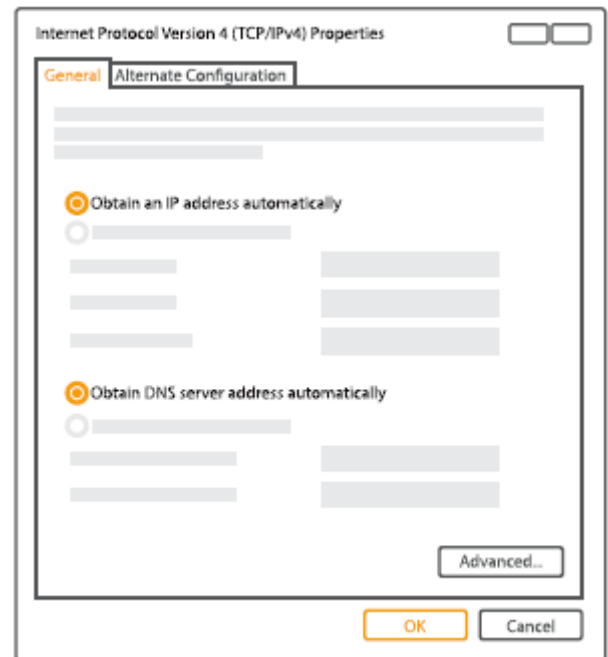 Internet Protocol Version 4 (TCP/IPv4) Properties
General
Alternate Configuration
Obtain an IP address automatically
Obtain DNS server address automatically
Advanced...
OK
Cancel